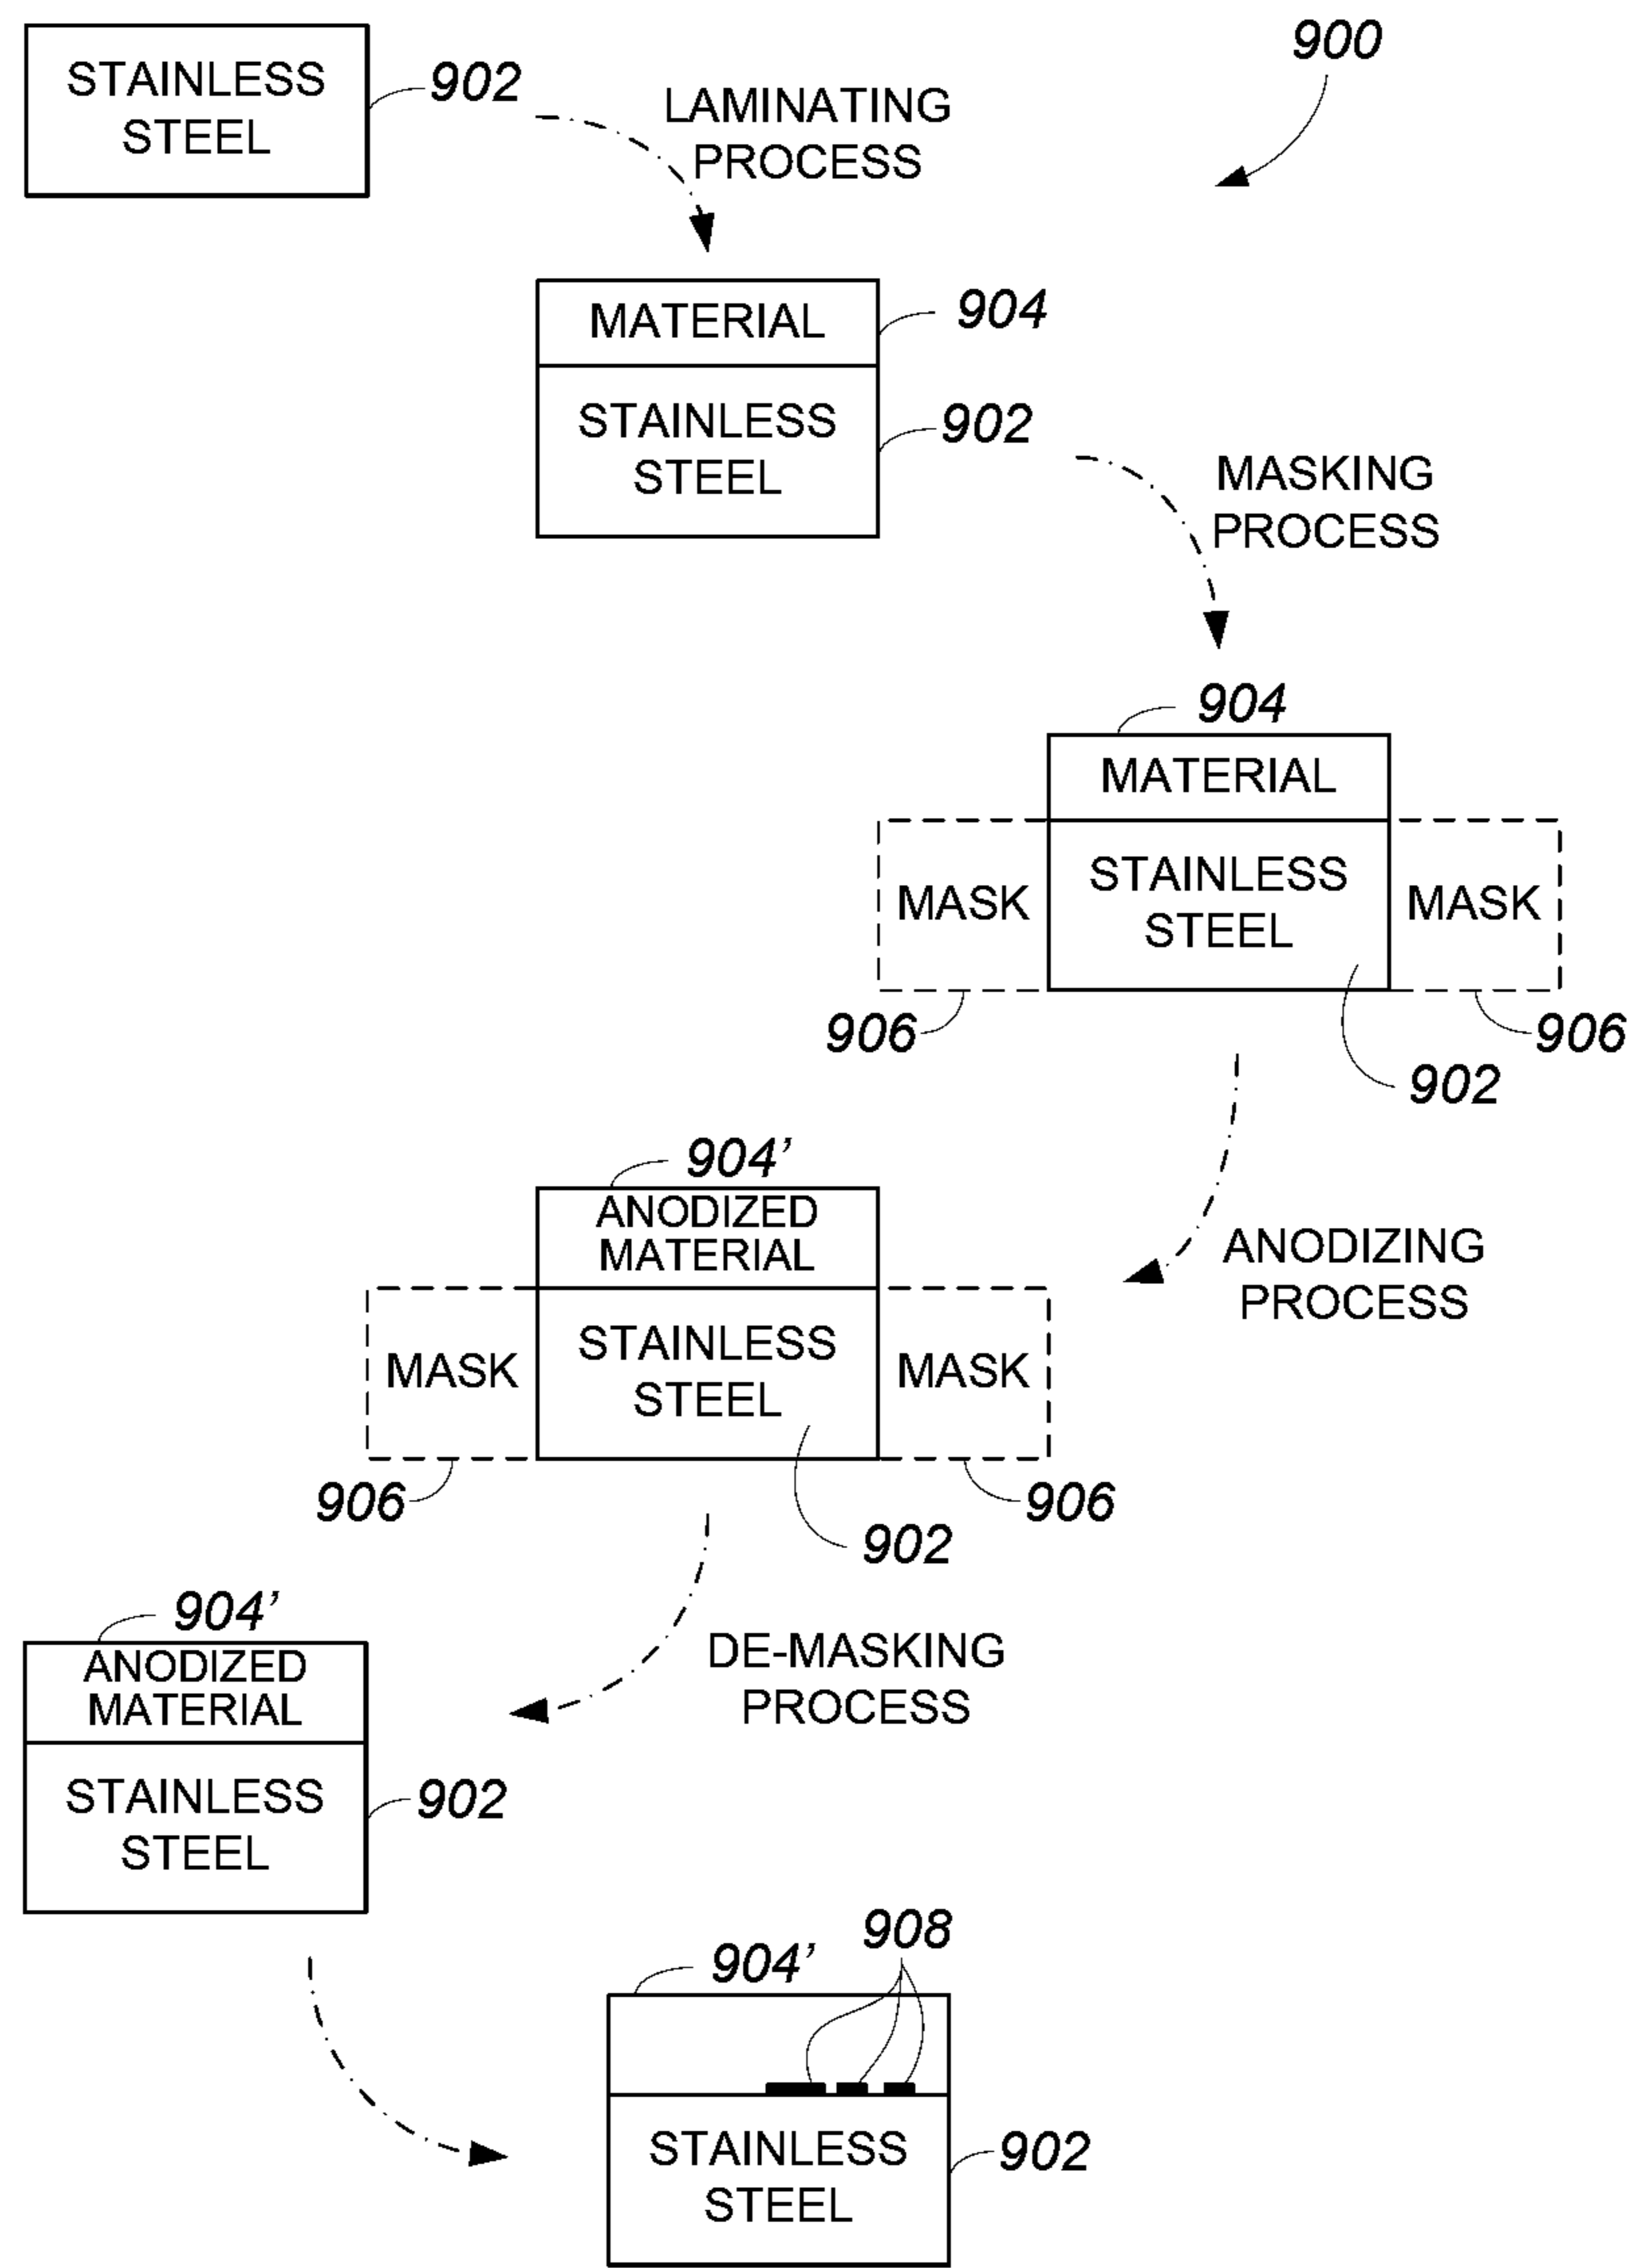 900
STAINLESS
STEEL
902
LAMINATING
PROCESS
MATERIAL
904
STAINLESS
STEEL
902
MASKING
PROCESS
904
MATERIAL
MASK
STAINLESS
STEEL
MASK
906
906
902
904’
ANODIZED
MATERIAL
ANODIZING
PROCESS
MASK
STAINLESS
STEEL
MASK
906
906
902
904’
ANODIZED
MATERIAL
DE-MASKING
PROCESS
STAINLESS
STEEL
902
908
904’
STAINLESS
STEEL
902